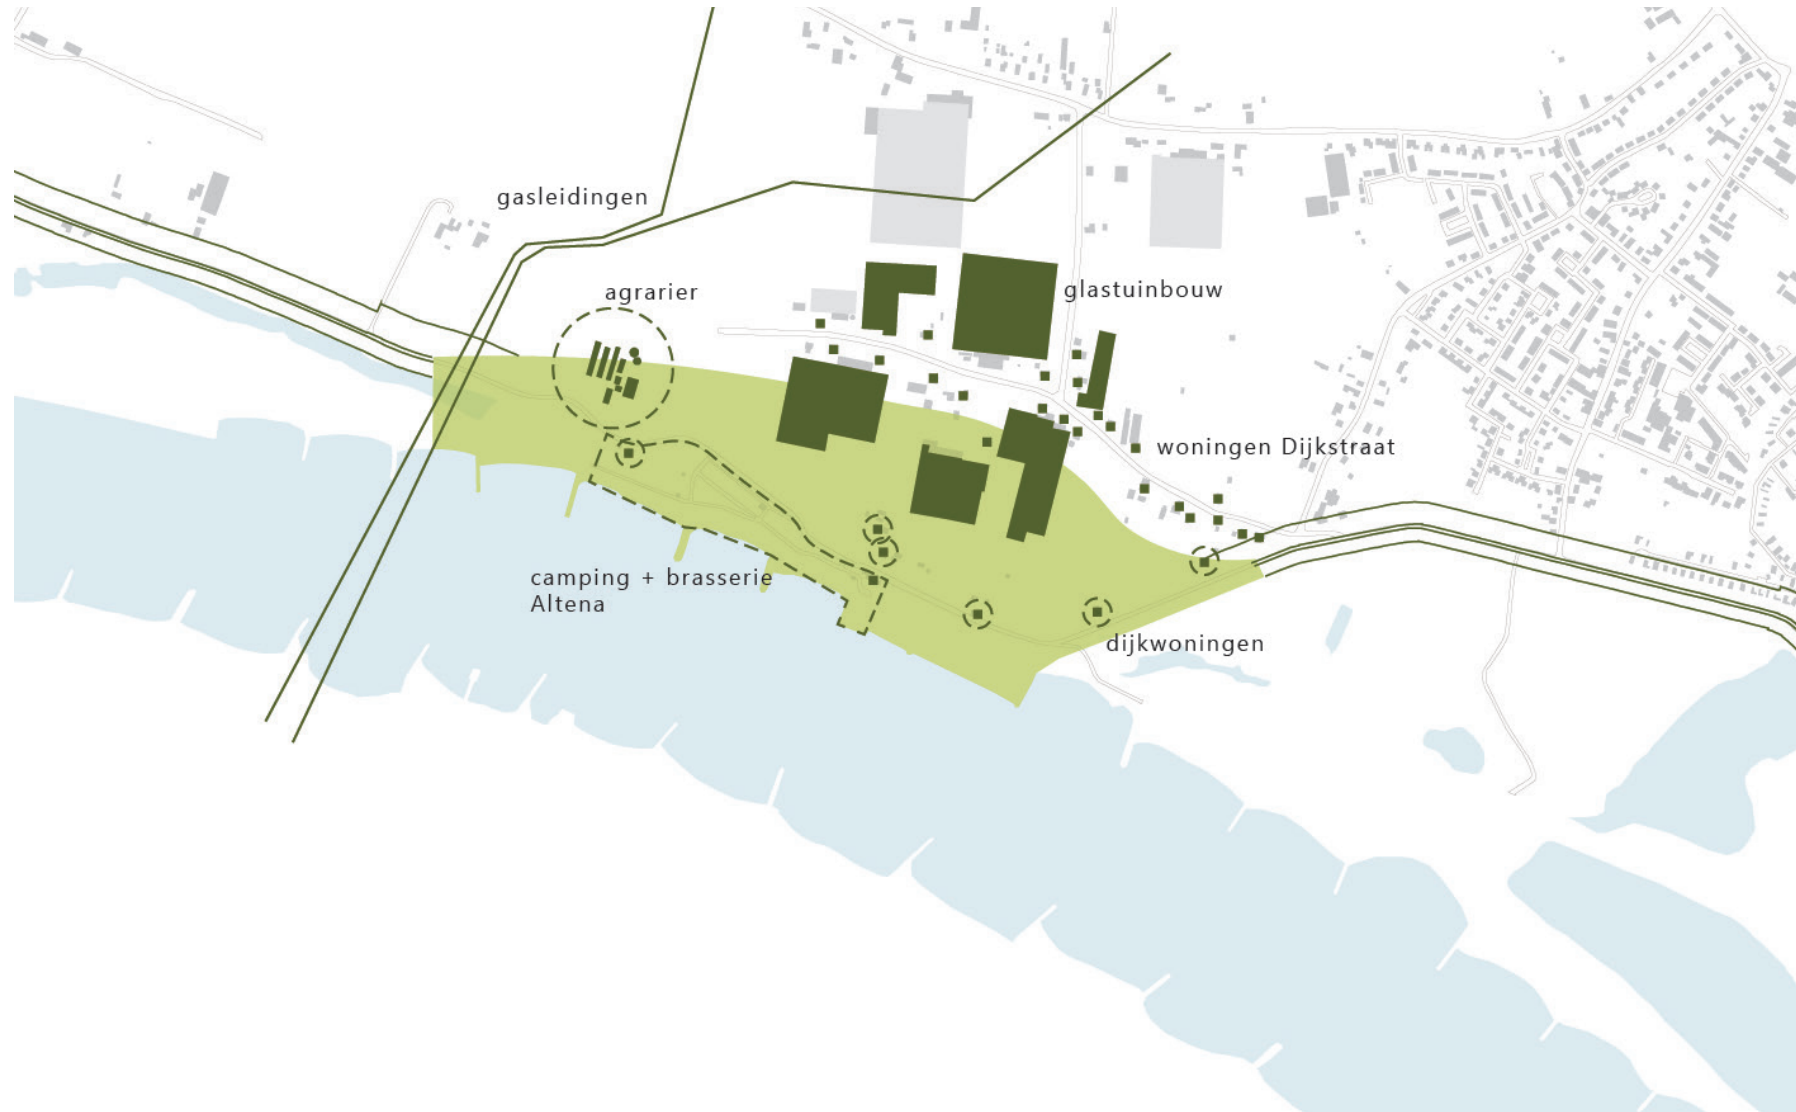 gasleidingen
agrarier
glastuinbouw
woningen Dijkstraat
camping + brasserie
Altena
dijkwoningen